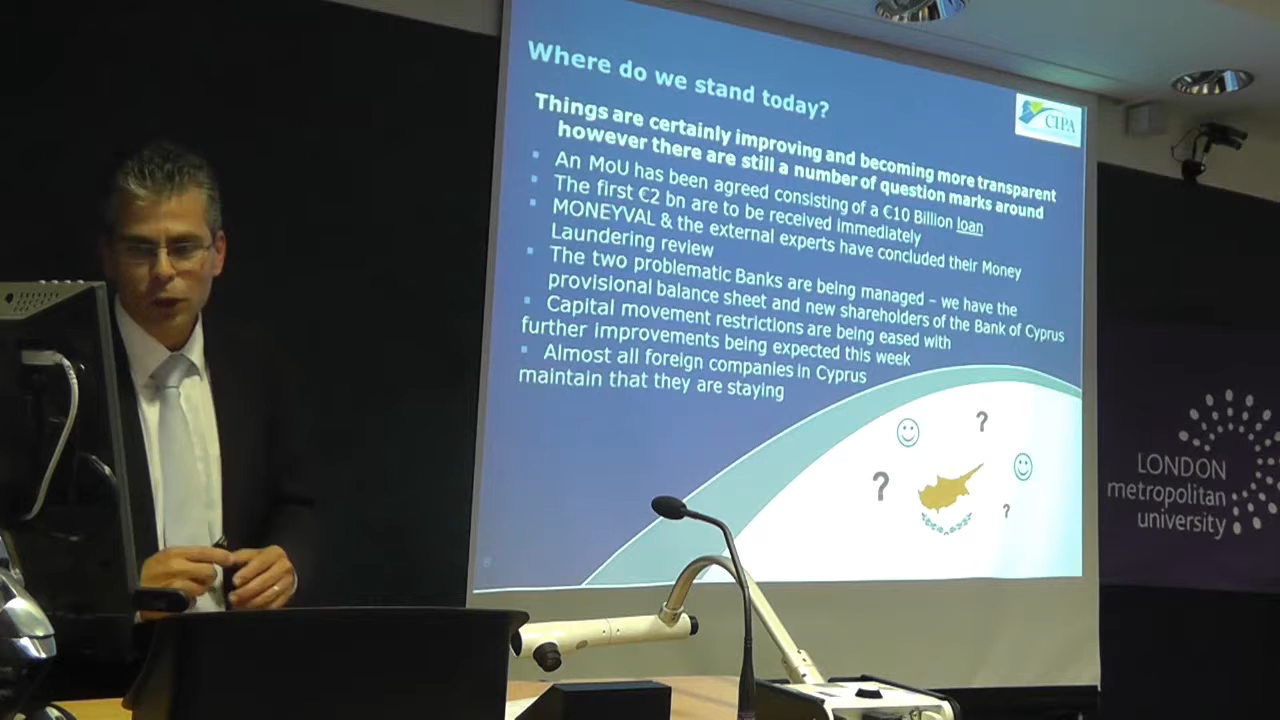 Where do we stand today?
CIPA
Things are certainly improving and becoming more transparent
however there are still a number of question marks around
▪ An MoU has been agreed consisting of a €10 Billion loan
▪ The first €2 bn are to be received immediately
▪ MONEYVAL & the external experts have concluded their Money
Laundering review
▪ The two problematic Banks are being managed – we have the
provisional balance sheet and new shareholders of the Bank of Cyprus
▪ Capital movement restrictions are being eased with
further improvements being expected this week
▪ Almost all foreign companies in Cyprus
maintain that they are staying
?
?
?
LONDON
metropolitan
university